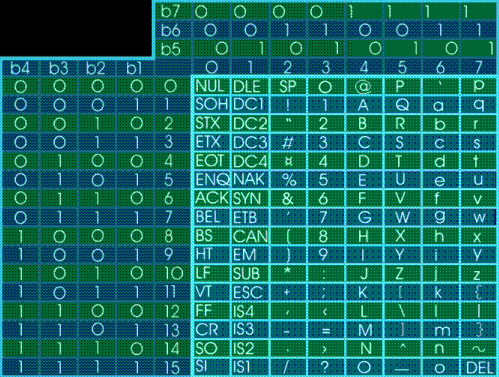 b7 0 0 0 0 1 1 1 1
b6 0 0 1 1 0 0 1 1
b5 0 1 0 1 0 1 0 1
b4 b3 b2 b1 0 1 2 3 4 5 6 7
0 0 0 0 0 NUL DLE SP 0 @ P ` p
0 0 0 1 1 SOH DC1 ! 1 A Q a q
0 0 1 0 2 STX DC2 " 2 B R b r
0 0 1 1 3 ETX DC3 # 3 C S c s
0 1 0 0 4 EOT DC4 ¤ 4 D T d t
0 1 0 1 5 ENQ NAK % 5 E U e u
0 1 1 0 6 ACK SYN & 6 F V f v
0 1 1 1 7 BEL ETB ' 7 G W g w
1 0 0 0 8 BS CAN ( 8 H X h x
1 0 0 1 9 HT EM ) 9 I Y i y
1 0 1 0 10 LF SUB * : J Z j z
1 0 1 1 11 VT ESC + ; K [ k {
1 1 0 0 12 FF IS4 , < L \ l |
1 1 0 1 13 CR IS3 - = M ] m }
1 1 1 0 14 SO IS2 . > N ^ n ~
1 1 1 1 15 SI IS1 / ? O — o DEL